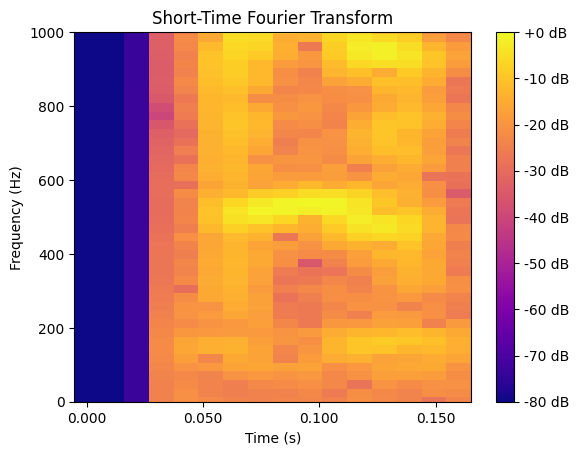 Short-Time Fourier Transform
1000
800
600
400
200
0
Frequency (Hz)
0.000
0.050
0.100
0.150
Time (s)
+0 dB
-10 dB
-20 dB
-30 dB
-40 dB
-50 dB
-60 dB
-70 dB
-80 dB